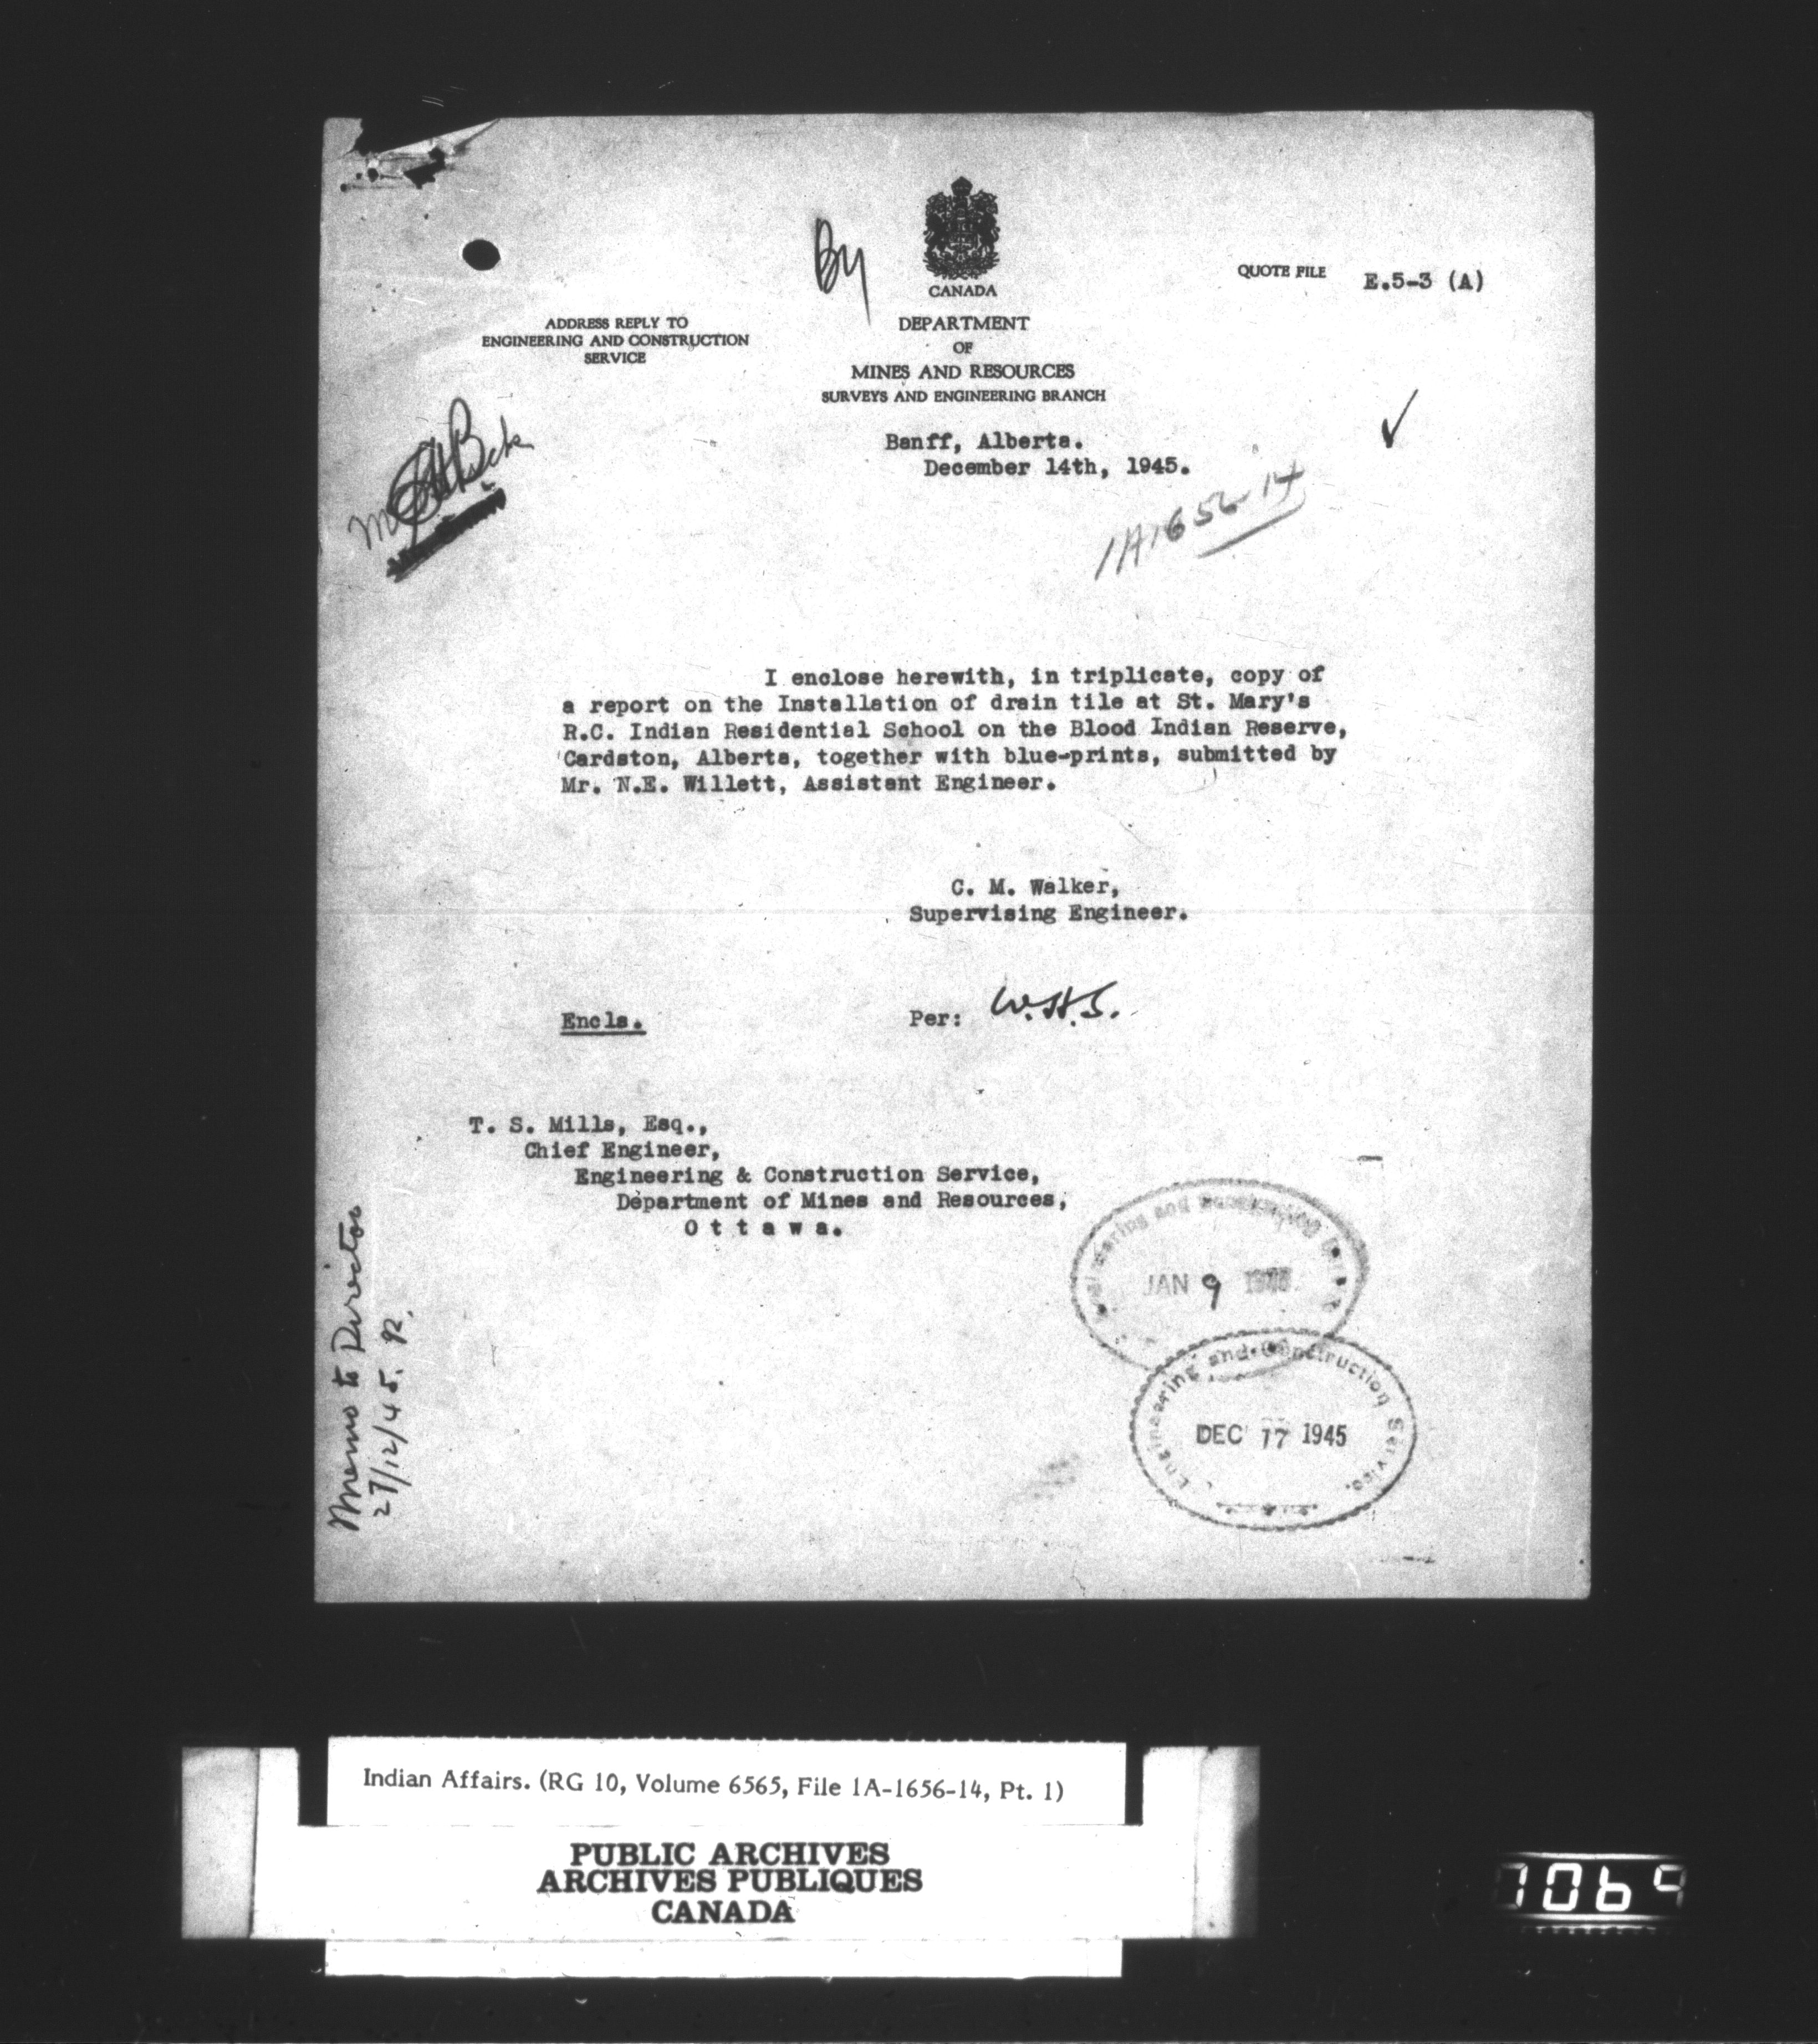 By
CANADA
QUOTE FILE E.5-3 (A)
ADDRESS REPLY TO
ENGINEERING AND CONSTRUCTION
SERVICE
DEPARTMENT
OF
MINES AND RESOURCES
SURVEYS AND ENGINEERING BRANCH
Banff, Alberta.
December 14th, 1945.
1A1656-14
I enclose herewith, in triplicate, copy of
a report on the Installation of drain tile at St. Mary's
R.C. Indian Residential School on the Blood Indian Reserve,
Cardston, Alberta, together with blue-prints, submitted by
Mr. N.E. Willett, Assistant Engineer.
C. M. Walker,
Supervising Engineer.
Encls.
Per: W.H.S.
T. S. Mills, Esq.,
Chief Engineer,
Engineering & Construction Service,
Department of Mines and Resources,
Ottawa.
JAN 9
Engineering and Construction Service.
DEC 17 1945
Memo to Director
27/12/45.
Indian Affairs. (RG 10, Volume 6565, File 1A-1656-14, Pt. 1)
PUBLIC ARCHIVES
ARCHIVES PUBLIQUES
CANADA